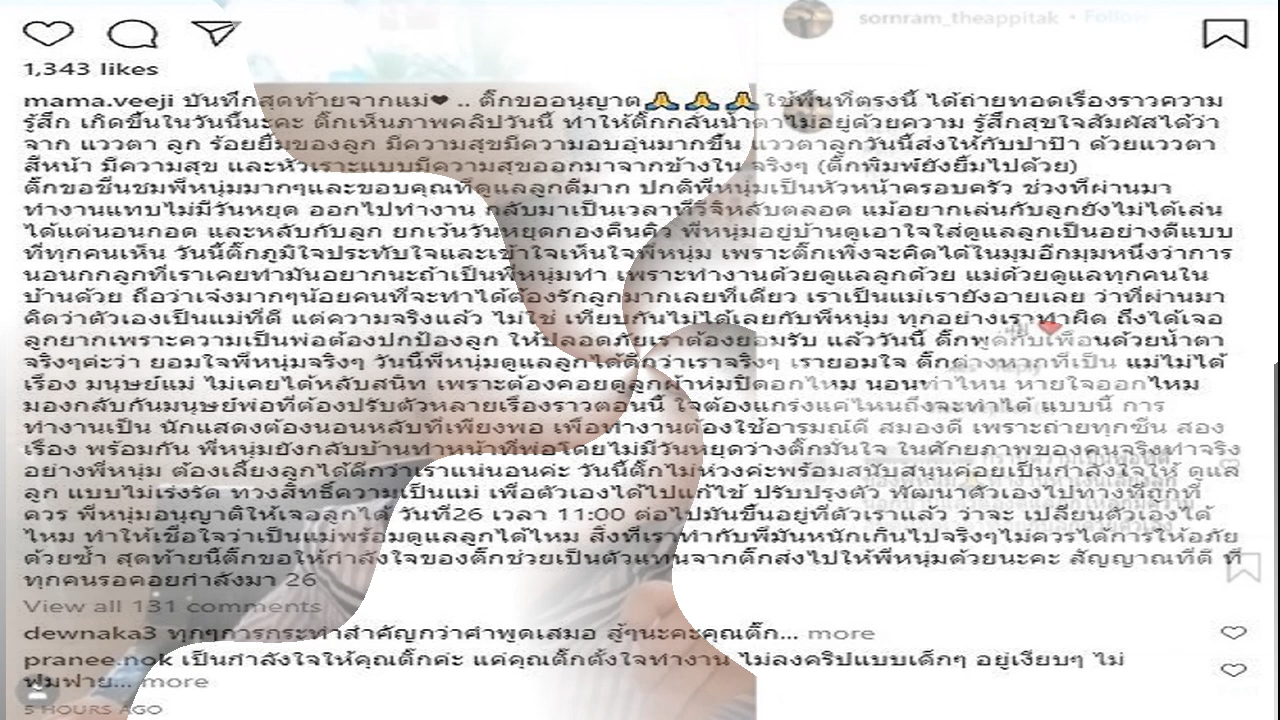 sornram_theappitak • Follow
1,343 likes
mama.veeji บันทึกสุดท้ายจากแม่❤ .. ติ๊กขออนุญาต🙏🙏🙏 ใช้พื้นที่ตรงนี้ ได้ถ่ายทอดเรื่องราวความ
รู้สึก เกิดขึ้นในวันนี้นะคะ ติ๊กเห็นภาพคลิปวันนี้ ทำให้ติ๊กกลั้นน้ำตาไม่อยู่ด้วยความ รู้สึกสุขใจสัมผัสได้ว่า
จาก แววตา ลูก ร้อยยิ้มของลูก มีความสุขมีความอบอุ่นมากขึ้น แววตาลูกวันนี้ส่งให้กับปาป๊า ด้วยแววตา
สีหน้า มีความสุข และหัวเราะแบบมีความสุขออกมาจากข้างใน จริงๆ (ติ๊กพิมพ์ยังยิ้มไปด้วย)
ติ๊กขอชื่นชมพี่หนุ่มมากๆและขอบคุณที่ดูแลลูกดีมาก ปกติพี่หนุ่มเป็นหัวหน้าครอบครัว ช่วงที่ผ่านมา
ทำงานแทบไม่มีวันหยุด ออกไปทำงาน กลับมาเป็นเวลาที่วีจิหลับตลอด แม้อยากเล่นกับลูกยังไม่ได้เล่น
ได้แต่นอนกอด และหลับกับลูก ยกเว้นวันหยุดกองคืนคิว พี่หนุ่มอยู่บ้านดูเอาใจใส่ดูแลลูกเป็นอย่างดีแบบ
ที่ทุกคนเห็น วันนี้ติ๊กภูมิใจประทับใจและเข้าใจเห็นใจพี่หนุ่ม เพราะติ๊กเพิ่งจะคิดได้ในมุมอีกมุมหนึ่งว่าการ
นอนกกลูกที่เราเคยทำมันอยากนะถ้าเป็นพี่หนุ่มทำ เพราะทำงานด้วยดูแลลูกด้วย แม่ด้วยดูแลทุกคนใน
บ้านด้วย ถือว่าเจ๋งมากๆน้อยคนที่จะทำได้ต้องรักลูกมากเลยทีเดียว เราเป็นแม่เรายังอายเลย ว่าที่ผ่านมา
คิดว่าตัวเองเป็นแม่ที่ดี แต่ความจริงแล้ว ไม่ใช่ เทียบกันไม่ได้เลยกับพี่หนุ่ม ทุกอย่างเราทำผิด ถึงได้เจอ
ลูกยากเพราะความเป็นพ่อต้องปกป้องลูก ให้ปลอดภัยเราต้องยอมรับ แล้ววันนี้ ติ๊กพูดกับเพื่อนด้วยน้ำตา
จริงๆค่ะว่า ยอมใจพี่หนุ่มจริงๆ วันนี้พี่หนุ่มดูแลลูกได้ดีกว่าเราจริงๆ เรายอมใจ ติ๊กต่างหากที่เป็น แม่ไม่ได้
เรื่อง มนุษย์แม่ ไม่เคยได้หลับสนิท เพราะต้องคอยดูลูกผ้าห่มปิดอกไหม นอนท่าไหน หายใจออกไหม
มองกลับกันมนุษย์พ่อที่ต้องปรับตัวหลายเรื่องราวตอนนี้ ใจต้องแกร่งแค่ไหนถึงจะทำได้ แบบนี้ การ
ทำงานเป็น นักแสดงต้องนอนหลับที่เพียงพอ เพื่อทำงานต้องใช้อารมณ์ดี สมองดี เพราะถ่ายทุกซีน สอง
เรื่อง พร้อมกัน พี่หนุ่มยังกลับบ้านทำหน้าที่พ่อโดยไม่มีวันหยุดว่างติ๊กมั่นใจ ในศักยภาพของคนจริงทำจริง
อย่างพี่หนุ่ม ต้องเลี้ยงลูกได้ดีกว่าเราแน่นอนค่ะ วันนี้ติ๊กไม่ห่วงค่ะพร้อมสนับสนุนค่อยเป็นกำลังใจให้ ดูแล
ลูก แบบไม่เร่งรัด ทวงสิทธิ์ความเป็นแม่ เพื่อตัวเองได้ไปแก้ไข ปรับปรุงตัว พัฒนาตัวเองไปทางที่ถูกที่
ควร พี่หนุ่มอนุญาติให้เจอลูกได้ วันที่26 เวลา 11:00 ต่อไปมันขึ้นอยู่ที่ตัวเราแล้ว ว่าจะ เปลี่ยนตัวเองได้
ไหม ทำให้เชื่อใจว่าเป็นแม่พร้อมดูแลลูกได้ไหม สิ่งที่เราทำกับพี่มันหนักเกินไปจริงๆไม่ควรได้การให้อภัย
ด้วยซ้ำ สุดท้ายนี้ติ๊กขอให้กำลังใจของติ๊กช่วยเป็นตัวแทนจากติ๊กส่งไปให้พี่หนุ่มด้วยนะคะ สัญญาณที่ดี ที่
ทุกคนรอคอยกำลังมา 26
View all 131 comments
dewnaka3 ทุกๆการกระทำสำคัญกว่าคำพูดเสมอ สู้ๆนะคะคุณติ๊ก... more
pranee.nok เป็นกำลังใจให้คุณติ๊กค่ะ แค่คุณติ๊กตั้งใจทำงาน ไม่ลงคริปแบบเด็กๆ อยู่เงียบๆ ไม่
ฟูมฟาย... more
5 HOURS AGO